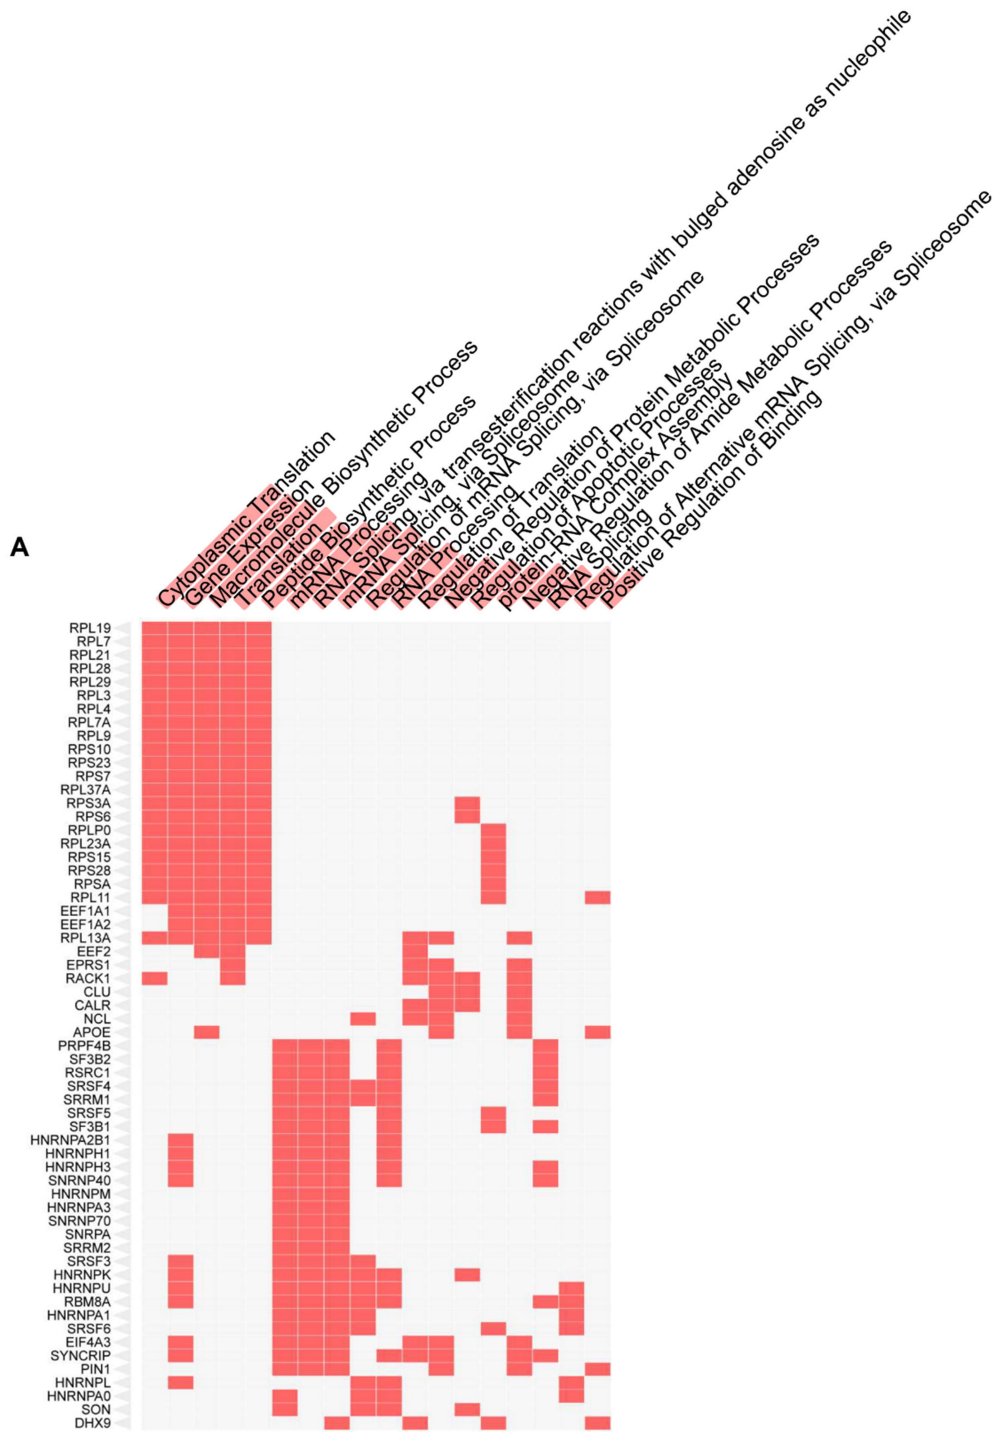 A
Cytoplasmic Translation
Gene Expression
Macromolecule Biosynthetic Process
Translation
Peptide Biosynthetic Process
mRNA Processing
RNA Splicing, via transesterification reactions with bulged adenosine as nucleophile
mRNA Splicing, via Spliceosome
Regulation of mRNA Splicing, via Spliceosome
RNA Processing
Regulation of Translation
Negative Regulation of Protein Metabolic Processes
Regulation of Apoptotic Processes
protein-RNA Complex Assembly
Negative Regulation of Amide Metabolic Processes
RNA Splicing
Regulation of Alternative mRNA Splicing, via Spliceosome
Positive Regulation of Binding
RPL19
RPL7
RPL21
RPL28
RPL29
RPL3
RPL4
RPL7A
RPL9
RPS10
RPS23
RPS7
RPL37A
RPS3A
RPS6
RPLP0
RPL23A
RPS15
RPS28
RPSA
RPL11
EEF1A1
EEF1A2
RPL13A
EEF2
EPRS1
RACK1
CLU
CALR
NCL
APOE
PRPF4B
SF3B2
RSRC1
SRSF4
SRRM1
SRSF5
SF3B1
HNRNPA2B1
HNRNPH1
HNRNPH3
SNRNP40
HNRNPM
HNRNPA3
SNRNP70
SNRPA
SRRM2
SRSF3
HNRNPK
HNRNPU
RBM8A
HNRNPA1
SRSF6
EIF4A3
SYNCRIP
PIN1
HNRNPL
HNRNPA0
SON
DHX9